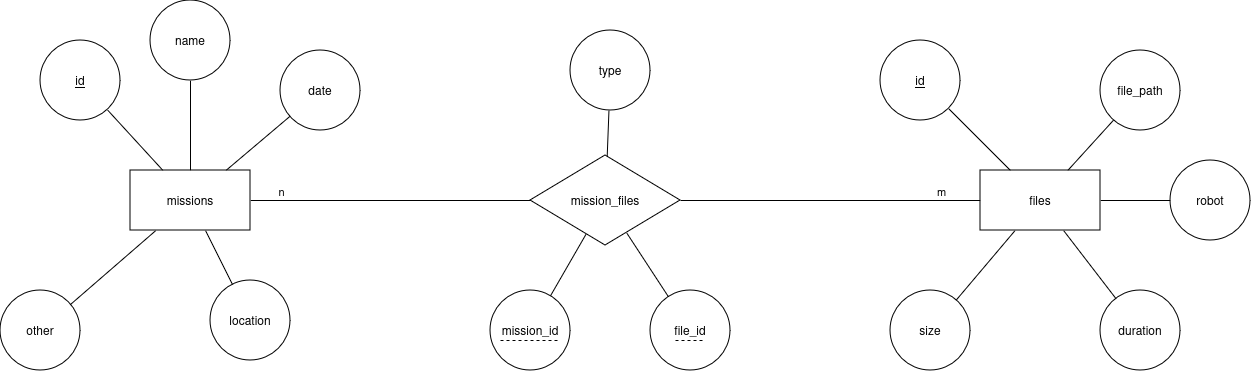 name
id
date
type
id
file_path
missions
n
mission_files
m
files
robot
other
location
mission_id
file_id
size
duration